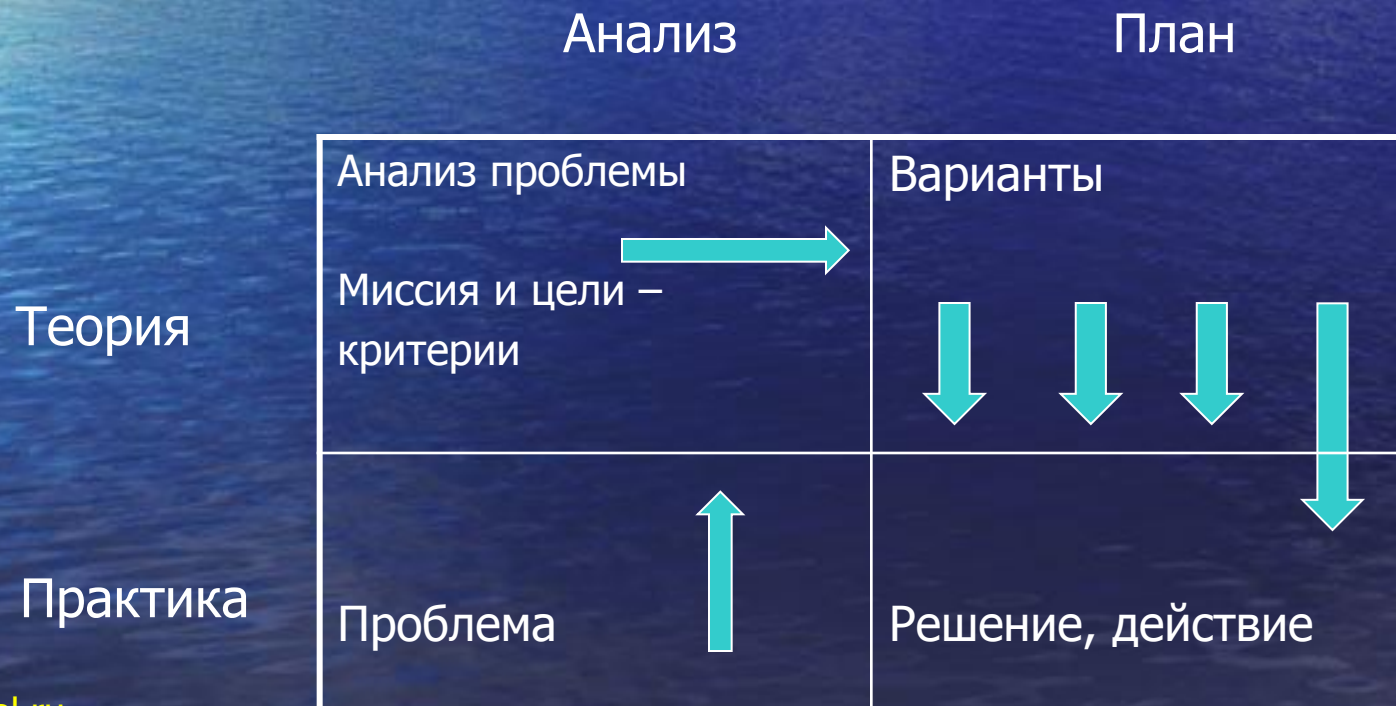 Анализ План
Анализ проблемы
Варианты
Миссия и цели –
критерии
Теория
Практика
Проблема
Решение, действие